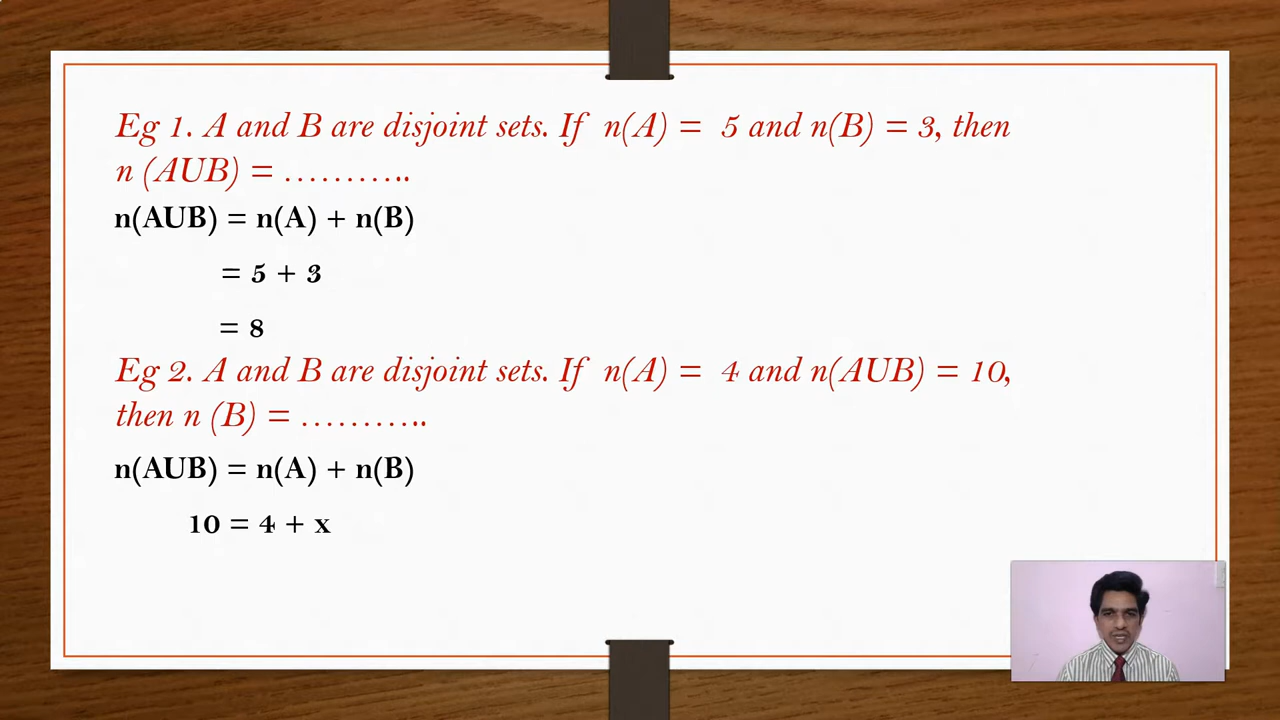 Eg 1. A and B are disjoint sets. If n(A) = 5 and n(B) = 3, then
n (AUB) = ………..
n(AUB) = n(A) + n(B)
= 5 + 3
= 8
Eg 2. A and B are disjoint sets. If n(A) = 4 and n(AUB) = 10,
then n (B) = ………..
n(AUB) = n(A) + n(B)
10 = 4 + x